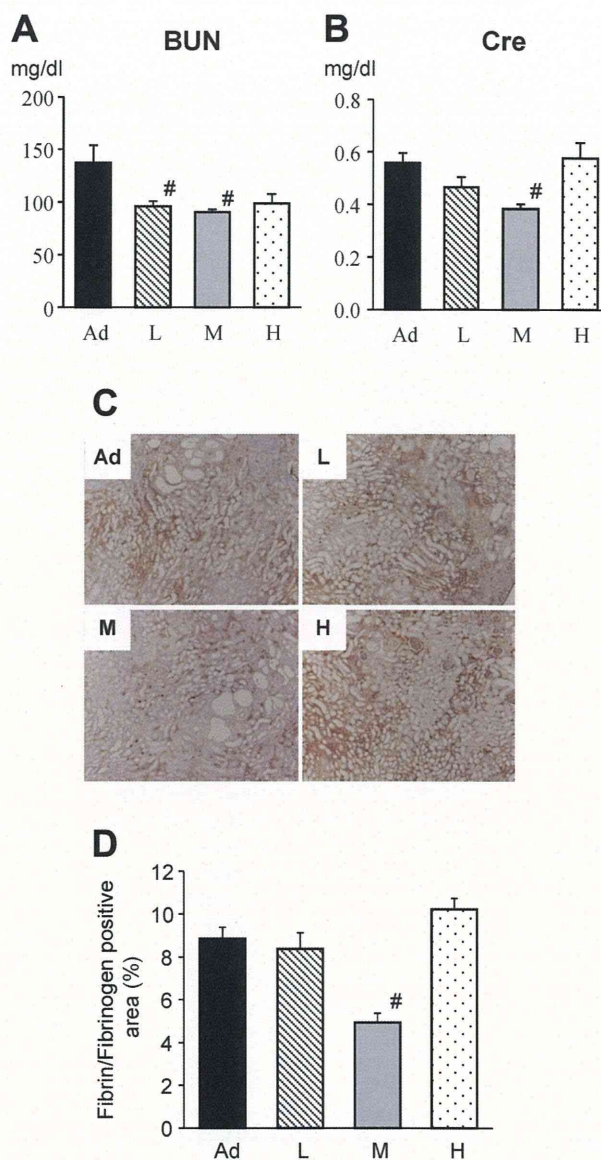 A
BUN
mg/dl
200
150
100
50
0
#
#
Ad L M H
B
Cre
mg/dl
0.8
0.6
0.4
0.2
0.0
#
Ad L M H
C
Ad
L
M
H
D
Fibrin/Fibrinogen positive
area (%)
12
10
8
6
4
2
0
#
Ad L M H